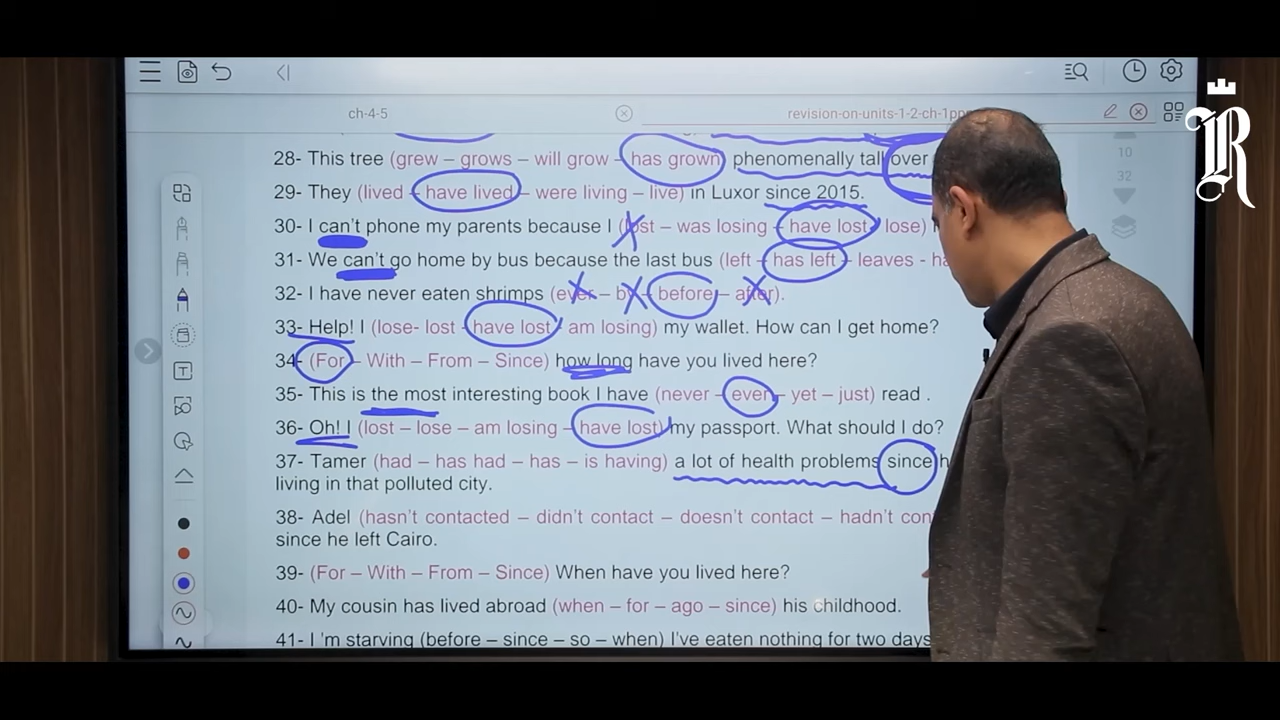 ch-4-5
revision-on-units-1-2-ch-1pp
28- This tree (grew – grows – will grow – has grown) phenomenally tall over
10
32
29- They (lived – have lived – were living – live) in Luxor since 2015.
30- I can't phone my parents because I (lost – was losing – have lost – lose)
31- We can't go home by bus because the last bus (left – has left – leaves -
32- I have never eaten shrimps (ever – by – before – after).
33- Help! I (lose- lost - have lost – am losing) my wallet. How can I get home?
34- (For – With – From – Since) how long have you lived here?
35- This is the most interesting book I have (never – ever – yet – just) read .
36- Oh! I (lost – lose – am losing – have lost) my passport. What should I do?
37- Tamer (had – has had – has – is having) a lot of health problems since
living in that polluted city.
38- Adel (hasn't contacted – didn't contact – doesn't contact – hadn't
since he left Cairo.
39- (For – With – From – Since) When have you lived here?
40- My cousin has lived abroad (when – for – ago – since) his childhood.
41- I 'm starving (before – since – so – when) I've eaten nothing for two days